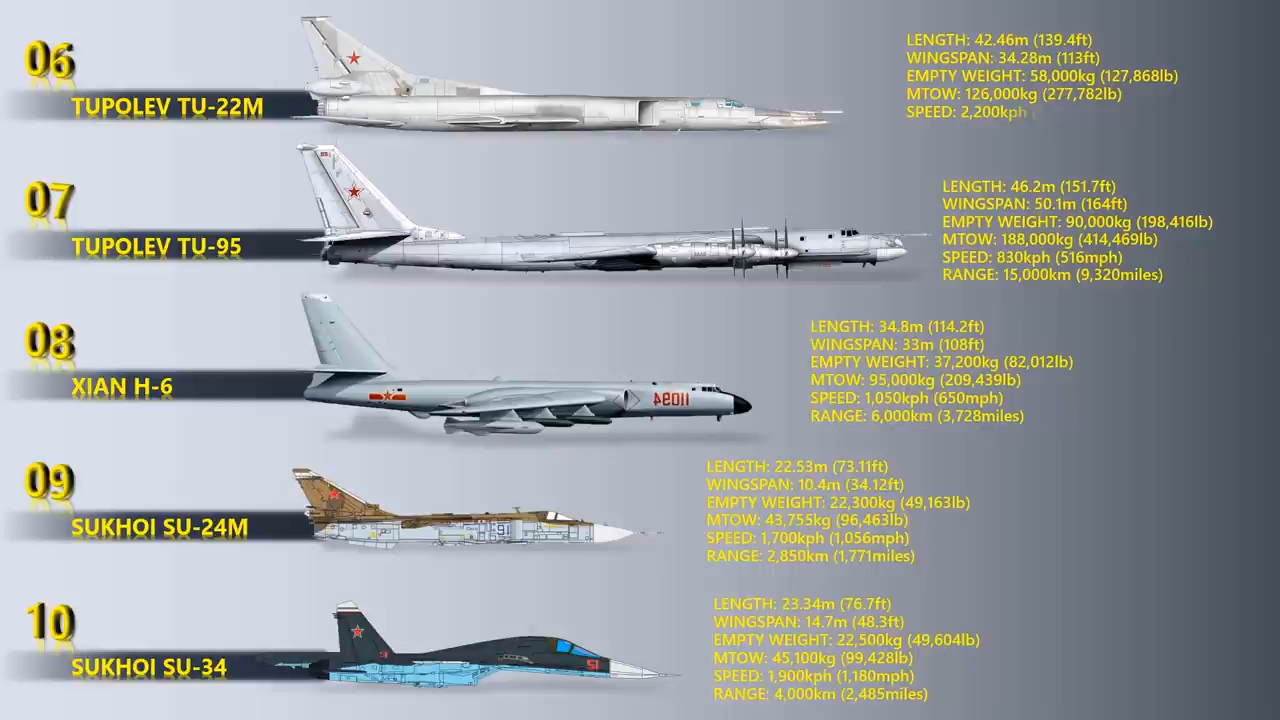 06
TUPOLEV TU-22M
LENGTH: 42.46m (139.4ft)
WINGSPAN: 34.28m (113ft)
EMPTY WEIGHT: 58,000kg (127,868lb)
MTOW: 126,000kg (277,782lb)
SPEED: 2,200kph (
07
TUPOLEV TU-95
LENGTH: 46.2m (151.7ft)
WINGSPAN: 50.1m (164ft)
EMPTY WEIGHT: 90,000kg (198,416lb)
MTOW: 188,000kg (414,469lb)
SPEED: 830kph (516mph)
RANGE: 15,000km (9,320miles)
08
XIAN H-6
LENGTH: 34.8m (114.2ft)
WINGSPAN: 33m (108ft)
EMPTY WEIGHT: 37,200kg (82,012lb)
MTOW: 95,000kg (209,439lb)
SPEED: 1,050kph (650mph)
RANGE: 6,000km (3,728miles)
09
SUKHOI SU-24M
LENGTH: 22.53m (73.11ft)
WINGSPAN: 10.4m (34.12ft)
EMPTY WEIGHT: 22,300kg (49,163lb)
MTOW: 43,755kg (96,463lb)
SPEED: 1,700kph (1,056mph)
RANGE: 2,850km (1,771miles)
10
SUKHOI SU-34
51
LENGTH: 23.34m (76.7ft)
WINGSPAN: 14.7m (48.3ft)
EMPTY WEIGHT: 22,500kg (49,604lb)
MTOW: 45,100kg (99,428lb)
SPEED: 1,900kph (1,180mph)
RANGE: 4,000km (2,485miles)